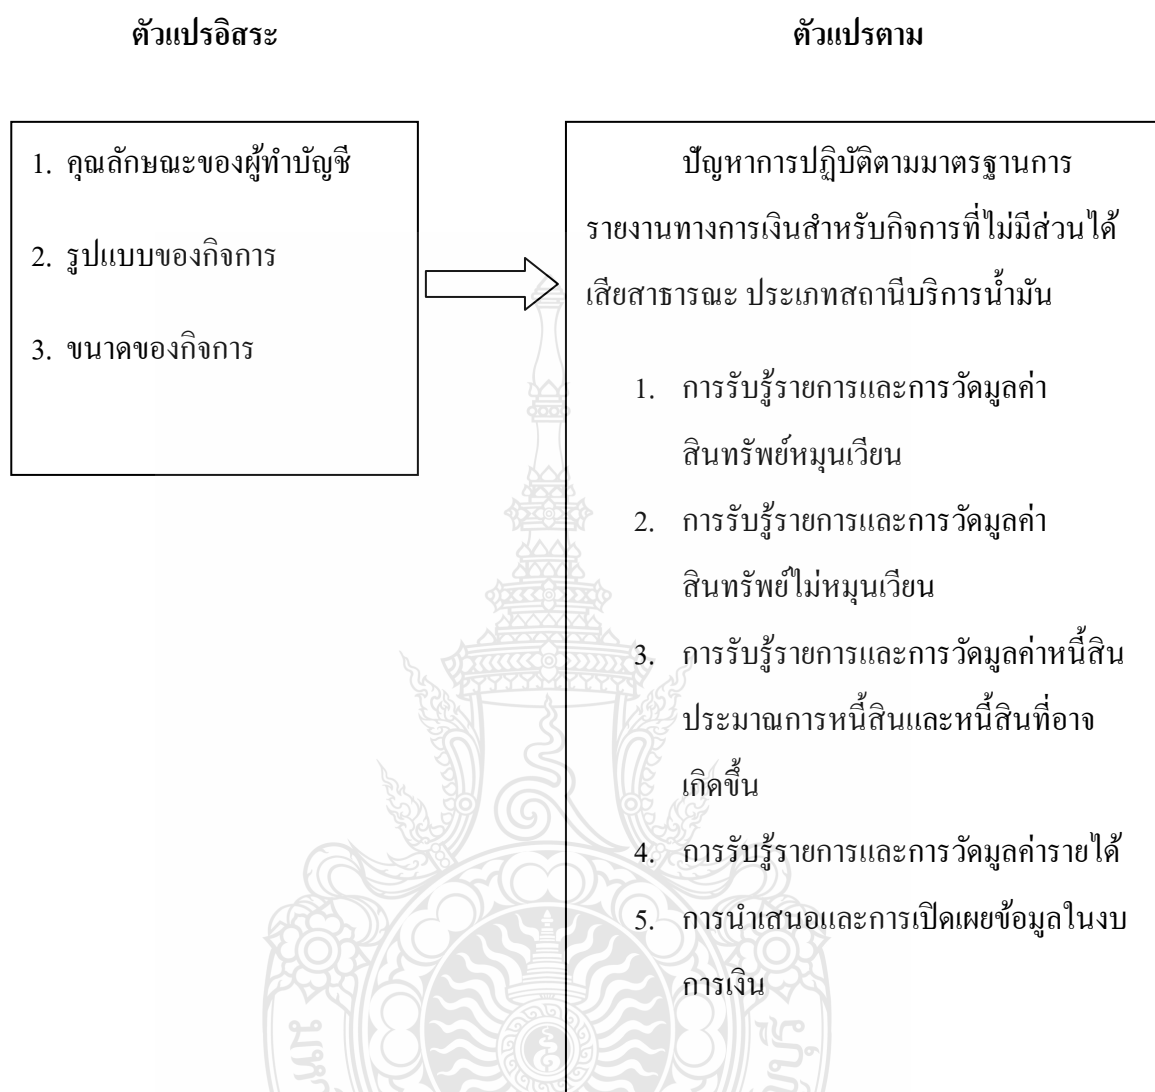 ตัวแปรอิสระ
ตัวแปรตาม
1. คุณลักษณะของผู้ทำบัญชี
2. รูปแบบของกิจการ
3. ขนาดของกิจการ
ปัญหาการปฏิบัติตามมาตรฐานการ
รายงานทางการเงินสำหรับกิจการที่ไม่มีส่วนได้
เสียสาธารณะ ประเภทสถานีบริการน้ำมัน
1. การรับรู้รายการและการวัดมูลค่า
สินทรัพย์หมุนเวียน
2. การรับรู้รายการและการวัดมูลค่า
สินทรัพย์ไม่หมุนเวียน
3. การรับรู้รายการและการวัดมูลค่าหนี้สิน
ประมาณการหนี้สินและหนี้สินที่อาจ
เกิดขึ้น
4. การรับรู้รายการและการวัดมูลค่ารายได้
5. การนำเสนอและการเปิดเผยข้อมูลในงบ
การเงิน